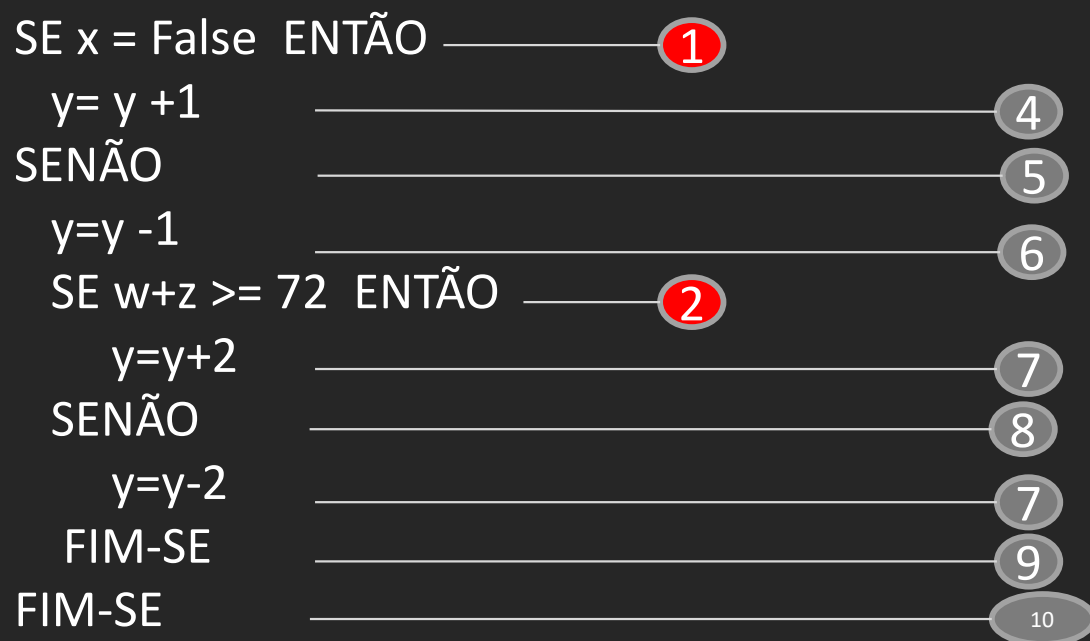 SE x = False ENTÃO 1
y= y +1 4
SENÃO 5
y=y -1 6
SE w+z >= 72 ENTÃO 2
y=y+2 7
SENÃO 8
y=y-2 7
FIM-SE 9
FIM-SE 10